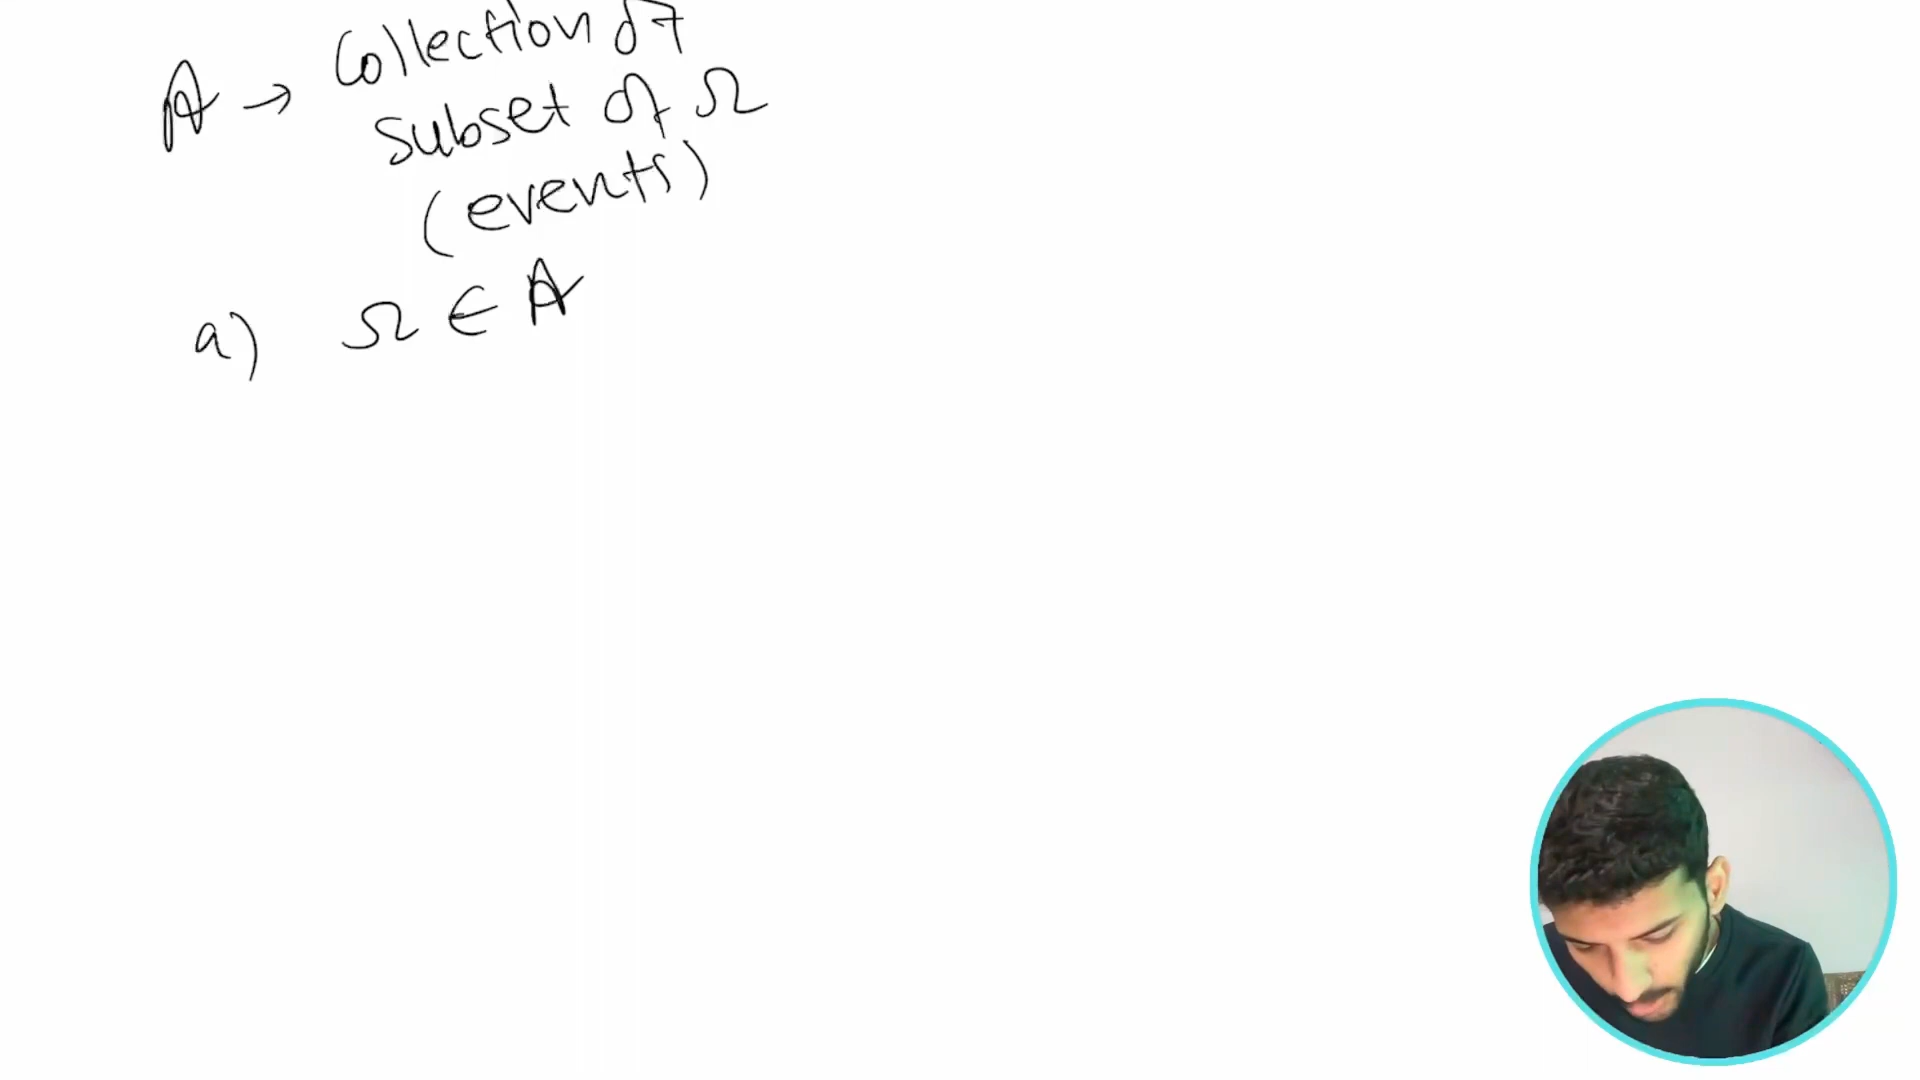 A → Collection of
subset of Ω
(events)
a) Ω ∈ A